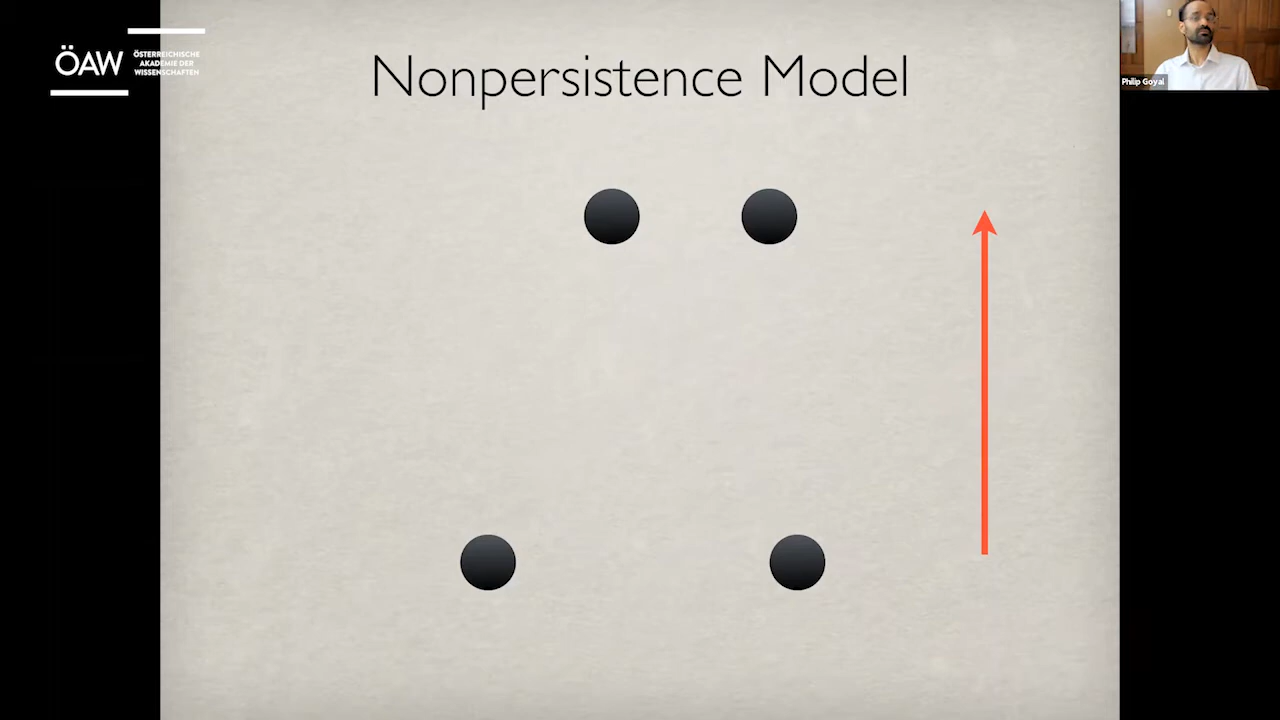 ÖAW
ÖSTERREICHISCHE
AKADEMIE DER
WISSENSCHAFTEN
Nonpersistence Model
Philip Goyal